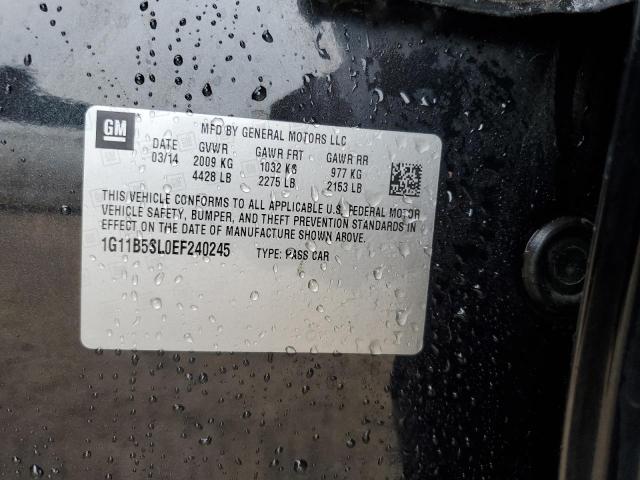 GM
MFD BY GENERAL MOTORS LLC
DATE GVWR GAWR FRT GAWR RR
03/14 2009 KG 1032 KG 977 KG
4428 LB 2275 LB 2153 LB
THIS VEHICLE CONFORMS TO ALL APPLICABLE U.S. FEDERAL MOTOR
VEHICLE SAFETY, BUMPER, AND THEFT PREVENTION STANDARDS IN
EFFECT ON THE DATE OF MANUFACTURE SHOWN ABOVE.
1G11B5SL0EF240245 TYPE: PASS CAR